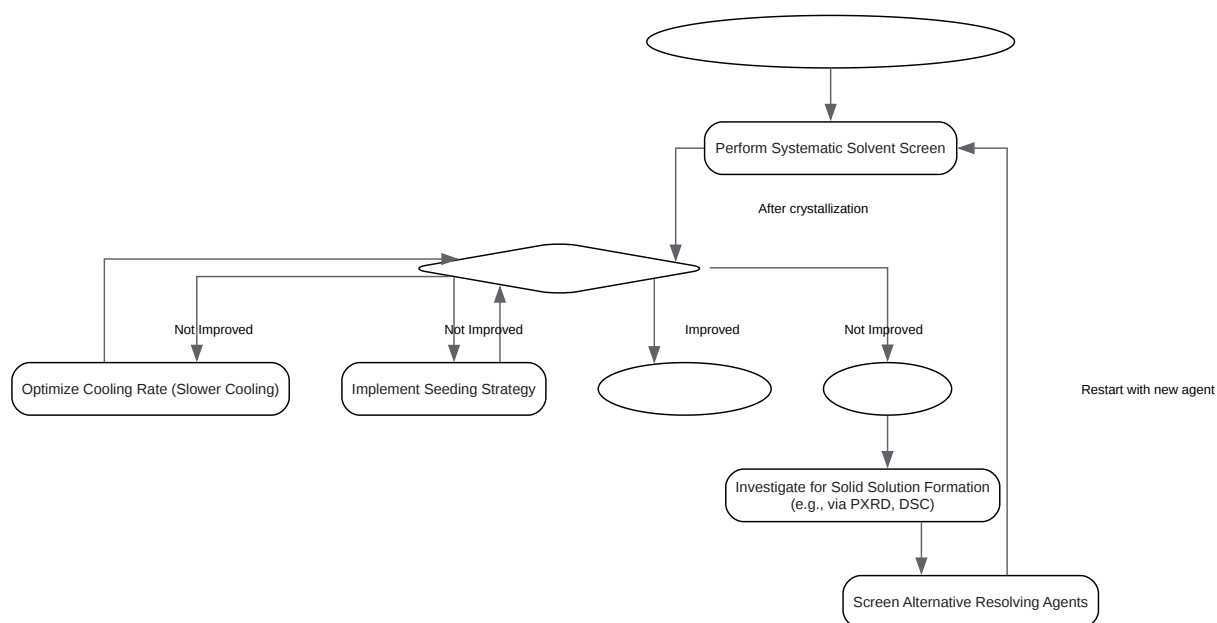 Perform Systematic Solvent Screen
After crystallization
Not Improved
Not Improved
Improved
Not Improved
Optimize Cooling Rate (Slower Cooling)
Implement Seeding Strategy
Restart with new agent
Investigate for Solid Solution Formation
(e.g., via PXRD, DSC)
Screen Alternative Resolving Agents